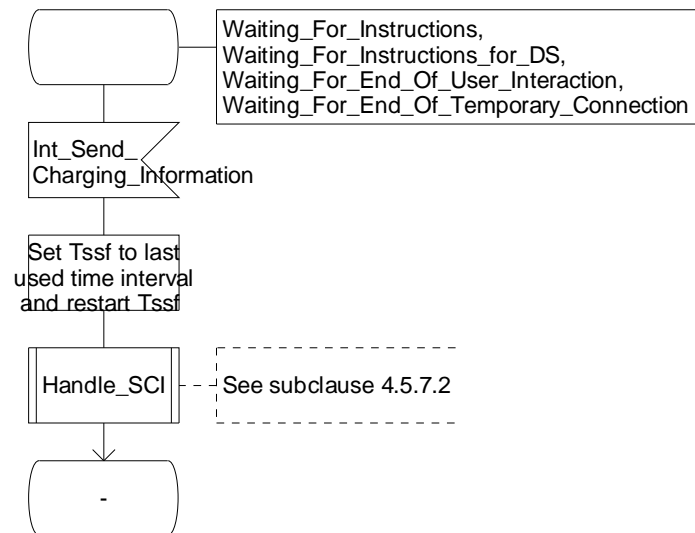 Waiting_For_Instructions,
Waiting_For_Instructions_for_DS,
Waiting_For_End_Of_User_Interaction,
Waiting_For_End_Of_Temporary_Connection
Int_Send_
Charging_Information
Set Tssf to last
used time interval
and restart Tssf
Handle_SCI
See subclause 4.5.7.2
-